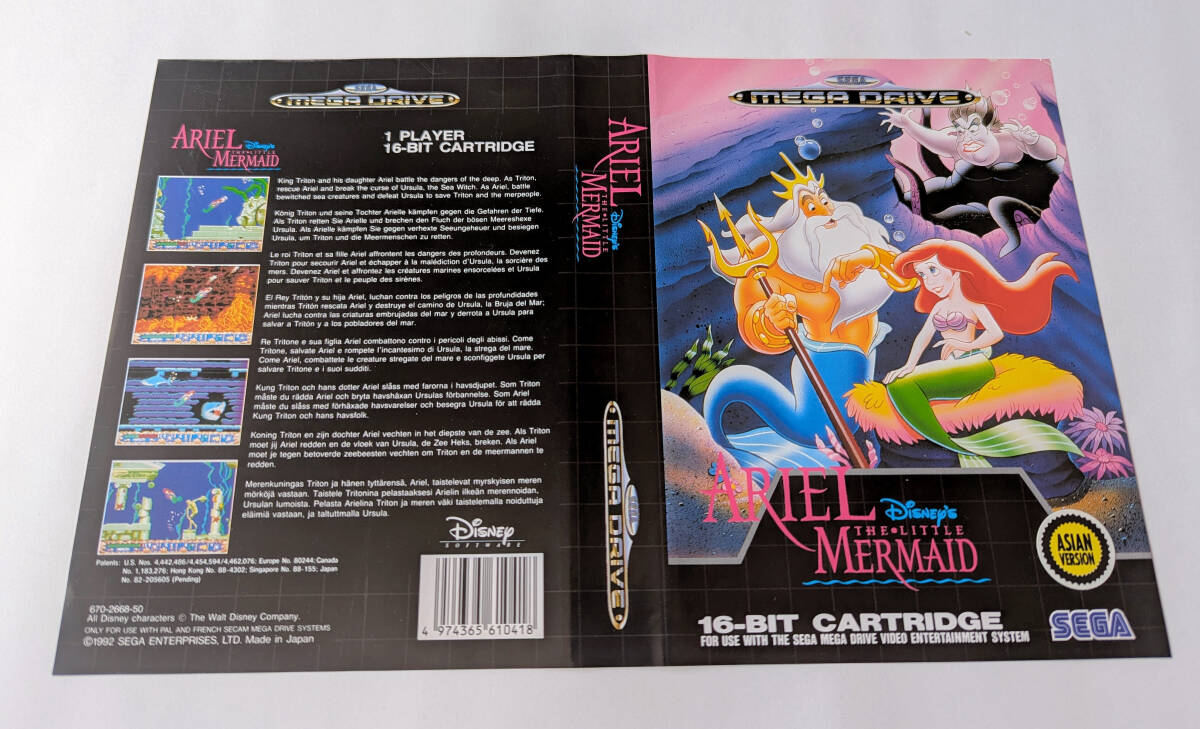 SEGA
MEGA DRIVE
ARIEL
Disney's
THE•LITTLE
MERMAID
1 PLAYER
16-BIT CARTRIDGE
King Triton and his daughter Ariel battle the dangers of the deep. As Triton,
rescue Ariel and break the curse of Ursula, the Sea Witch. As Ariel, battle
bewitched sea creatures and defeat Ursula to save Triton and the merpeople.
König Triton und seine Tochter Arielle kämpfen gegen die Gefahren der Tiefe.
Als Triton retten Sie Arielle und brechen den Fluch der bösen Meereshexe
Ursula. Als Arielle kämpfen Sie gegen verhexte Seeungeheuer und besiegen
Ursula, um Triton und die Meermenschen zu retten.
Le roi Triton et sa fille Ariel affrontent les dangers des profondeurs. Devenez
Triton pour secourir Ariel et échapper à la malédiction d'Ursula, la sorcière des
mers. Devenez Ariel et affrontez les créatures marines ensorcelées et Ursula
pour sauver Triton et le peuple des sirènes.
El Rey Tritón y su hija Ariel, luchan contra los peligros de las profundidades
mientras Tritón rescata Ariel y destruye el camino de Ursula, la Bruja del Mar;
Ariel lucha contra las criaturas embrujadas del mar y derrota a Ursula para
salvar a Tritón y a los pobladores del mar.
Re Tritone e sua figlia Ariel combattono contro i pericoli degli abissi. Come
Tritone, salvate Ariel e rompete l'incantesimo di Ursula, la strega del mare.
Come Ariel, combattete le creature stregate del mare e sconfiggete Ursula per
salvare Tritone e i suoi sudditi.
Kung Triton och hans dotter Ariel slåss med farorna i havsdjupet. Som Triton
måste du rädda Ariel och bryta havshäxan Ursulas förbannelse. Som Ariel
måste du slåss med förhäxade havsvarelser och besegra Ursula för att rädda
Kung Triton och hans havsfolk.
Koning Triton en zijn dochter Ariel vechten in het diepste van de zee. Als Triton
moet jij Ariel redden en de vloek van Ursula, de Zee Heks, breken. Als Ariel
moet je tegen betoverde zeebeesten vechten om Triton en de meermannen te
redden.
Merenkuningas Triton ja hänen tyttärensä, Ariel, taistelevat myrskyisen meren
mörköjä vastaan. Taistele Tritonina pelastaaksesi Arielin ilkeän merennoidan,
Ursulan lumoista. Pelasta Arielina Triton ja meren väki taistelemalla noiduttuja
eläimiä vastaan, ja taltuttmalla Ursula.
Disney
SOFTWARE
Patents: U.S. Nos. 4,442,486/4,454,594/4,462,076; Europe No. 80244; Canada
No. 1,183,276; Hong Kong No. 88-4302; Singapore No. 88-155; Japan
No. 82-205605 (Pending)
670-2668-50
All Disney characters © The Walt Disney Company.
ONLY FOR USE WITH PAL AND FRENCH SECAM MEGA DRIVE SYSTEMS
©1992 SEGA ENTERPRISES, LTD. Made in Japan
4 974365 610418
ARIEL
Disney's
THE•LITTLE
MERMAID
SEGA
MEGA DRIVE
SEGA
MEGA DRIVE
ARIEL
Disney's
THE•LITTLE
MERMAID
ASIAN
VERSION
16-BIT CARTRIDGE
FOR USE WITH THE SEGA MEGA DRIVE VIDEO ENTERTAINMENT SYSTEM
SEGA